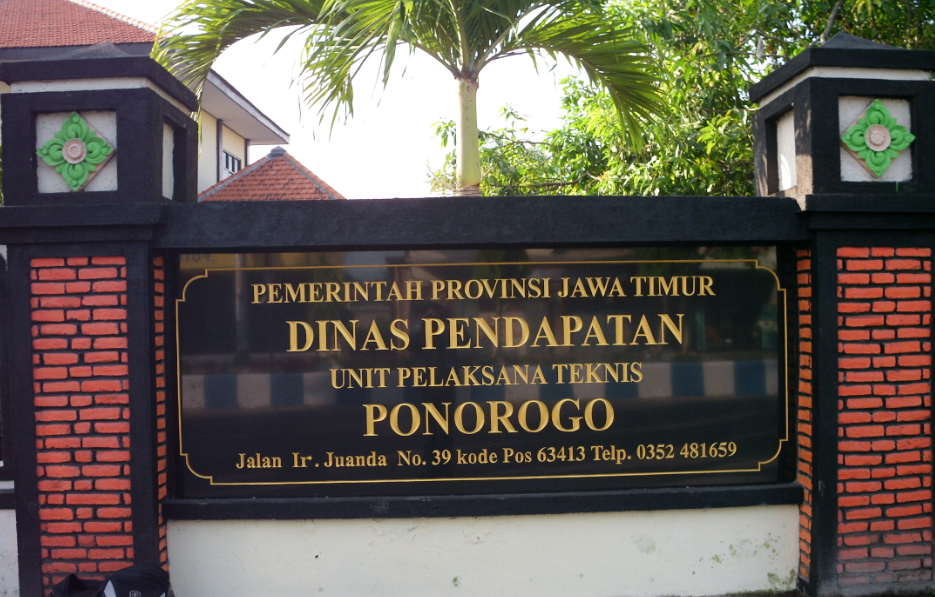 PEMERINTAH PROVINSI JAWA TIMUR
DINAS PENDAPATAN
UNIT PELAKSANA TEKNIS
PONOROGO
Jalan Ir. Juanda No. 39 kode Pos 63413 Telp. 0352 481659